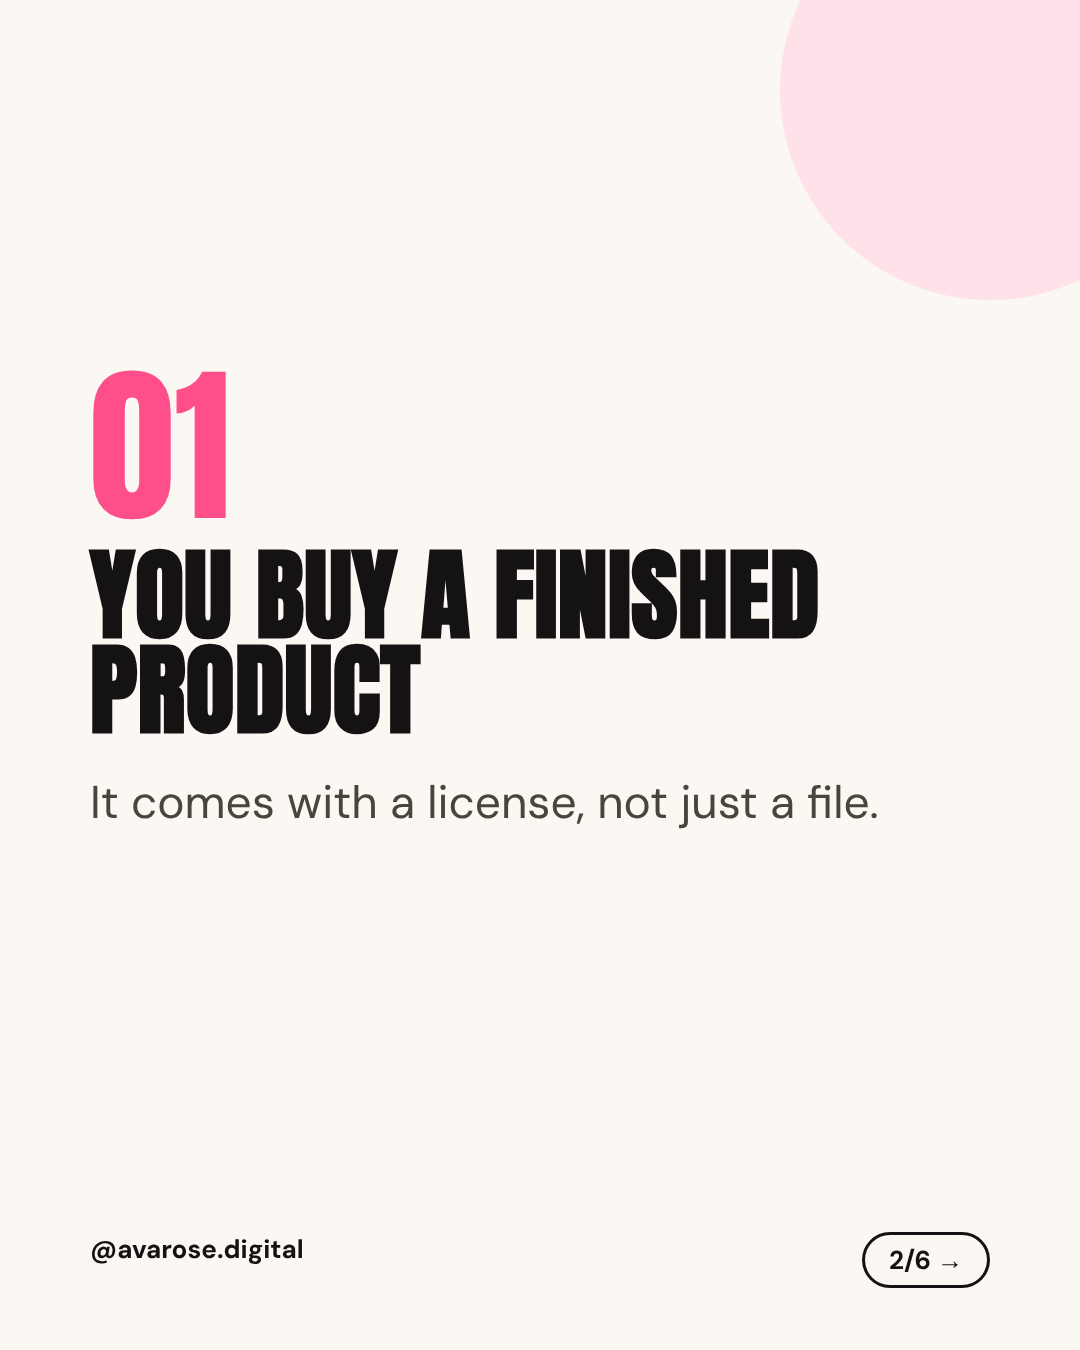 01
YOU BUY A FINISHED
PRODUCT
It comes with a license, not just a file.
@avarose.digital
2/6 →